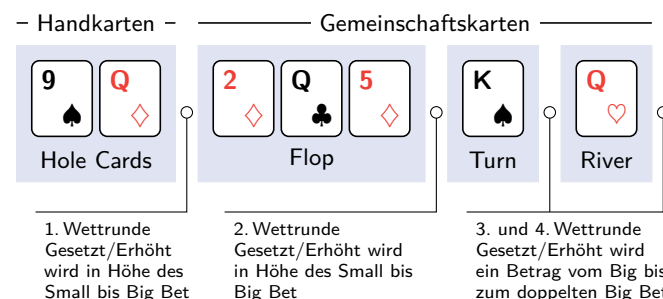 Handkarten
Gemeinschaftskarten
9 Q 2 Q 5 K Q
Hole Cards
Flop
Turn
River
1. Wettrunde
Gesetzt/Erhöht
wird in Höhe des
Small bis Big Bet
2. Wettrunde
Gesetzt/Erhöht wird
in Höhe des Small bis
Big Bet
3. und 4. Wettrunde
Gesetzt/Erhöht wird
ein Betrag vom Big bis
zum doppelten Big Bet